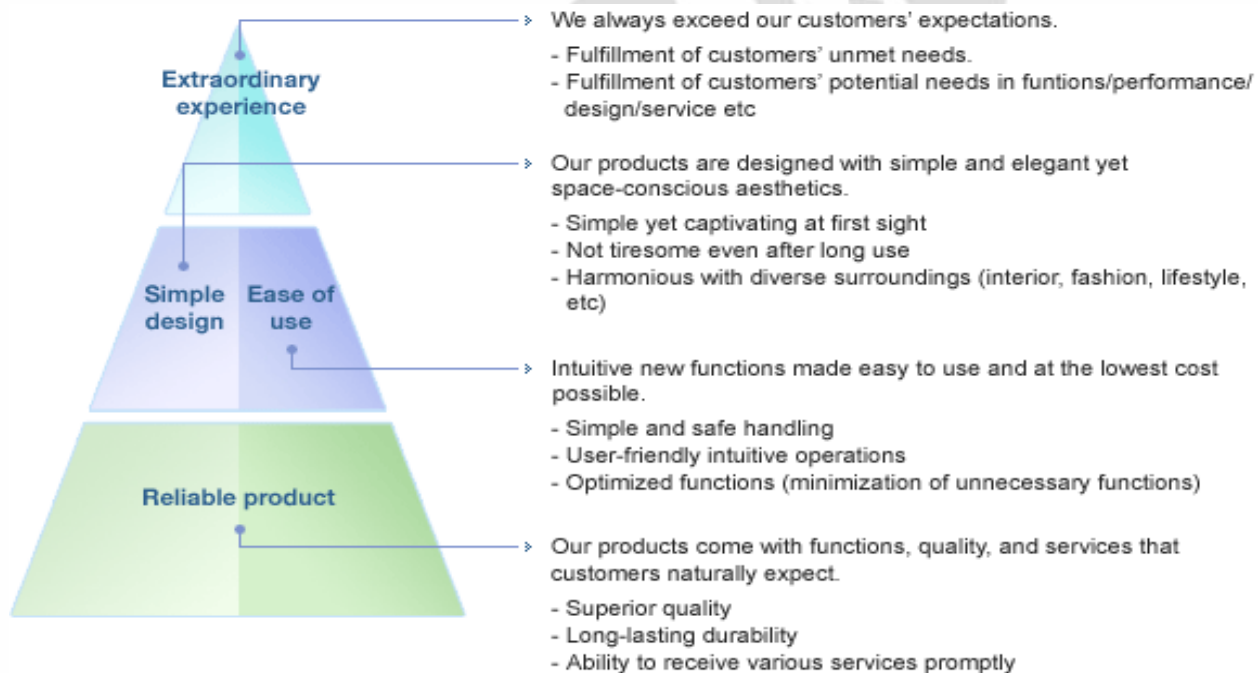 We always exceed our customers' expectations.
- Fulfillment of customers' unmet needs.
- Fulfillment of customers' potential needs in funtions/performance/
design/service etc
Extraordinary
experience
Our products are designed with simple and elegant yet
space-conscious aesthetics.
- Simple yet captivating at first sight
- Not tiresome even after long use
- Harmonious with diverse surroundings (interior, fashion, lifestyle,
etc)
Simple
design
Ease of
use
Intuitive new functions made easy to use and at the lowest cost
possible.
- Simple and safe handling
- User-friendly intuitive operations
- Optimized functions (minimization of unnecessary functions)
Reliable product
Our products come with functions, quality, and services that
customers naturally expect.
- Superior quality
- Long-lasting durability
- Ability to receive various services promptly